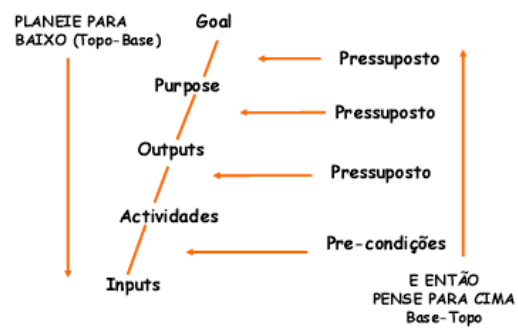 PLANEIE PARA
BAIXO (Topo-Base)
Goal
Pressuposto
Purpose
Pressuposto
Outputs
Pressuposto
Actividades
Pre-condições
Inputs
E ENTÃO
PENSE PARA CIMA
Base-Topo